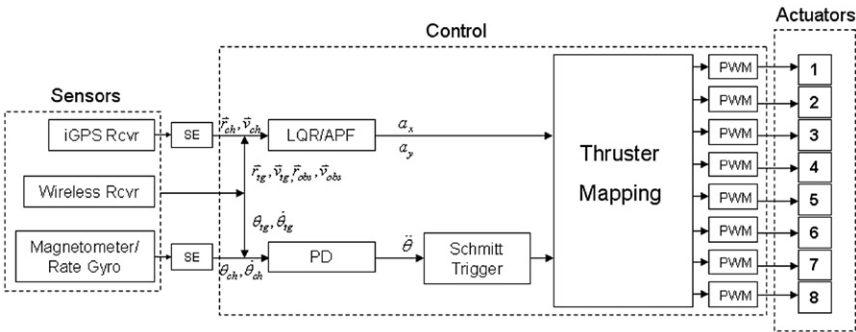 Actuators
Control
Sensors
iGPS Rcvr
SE
r⃗ch, v⃗ch
LQR/APF
ax
ay
Wireless Rcvr
r⃗tg, v⃗tg, r⃗obs, v⃗obs
θtg, θ̇tg
Magnetometer/
Rate Gyro
SE
θch, θ̇ch
PD
θ̈
Schmitt
Trigger
Thruster
Mapping
PWM 1
PWM 2
PWM 3
PWM 4
PWM 5
PWM 6
PWM 7
PWM 8